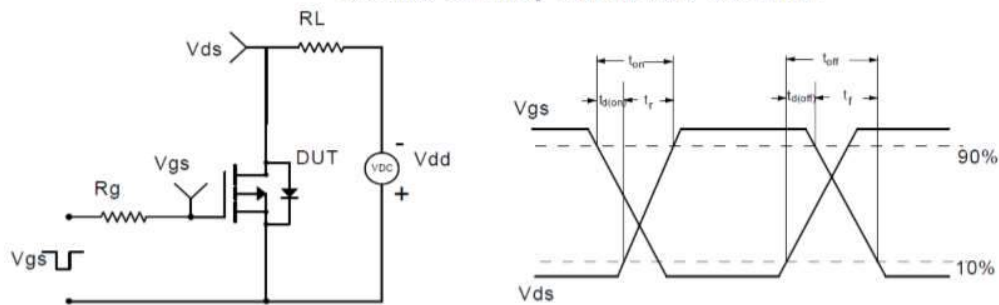 RL
Vds
DUT
Vgs
Rg
Vgs
VDC
-
+
Vdd
ton
toff
td(on)
tr
td(off)
tf
Vgs
90%
10%
Vds